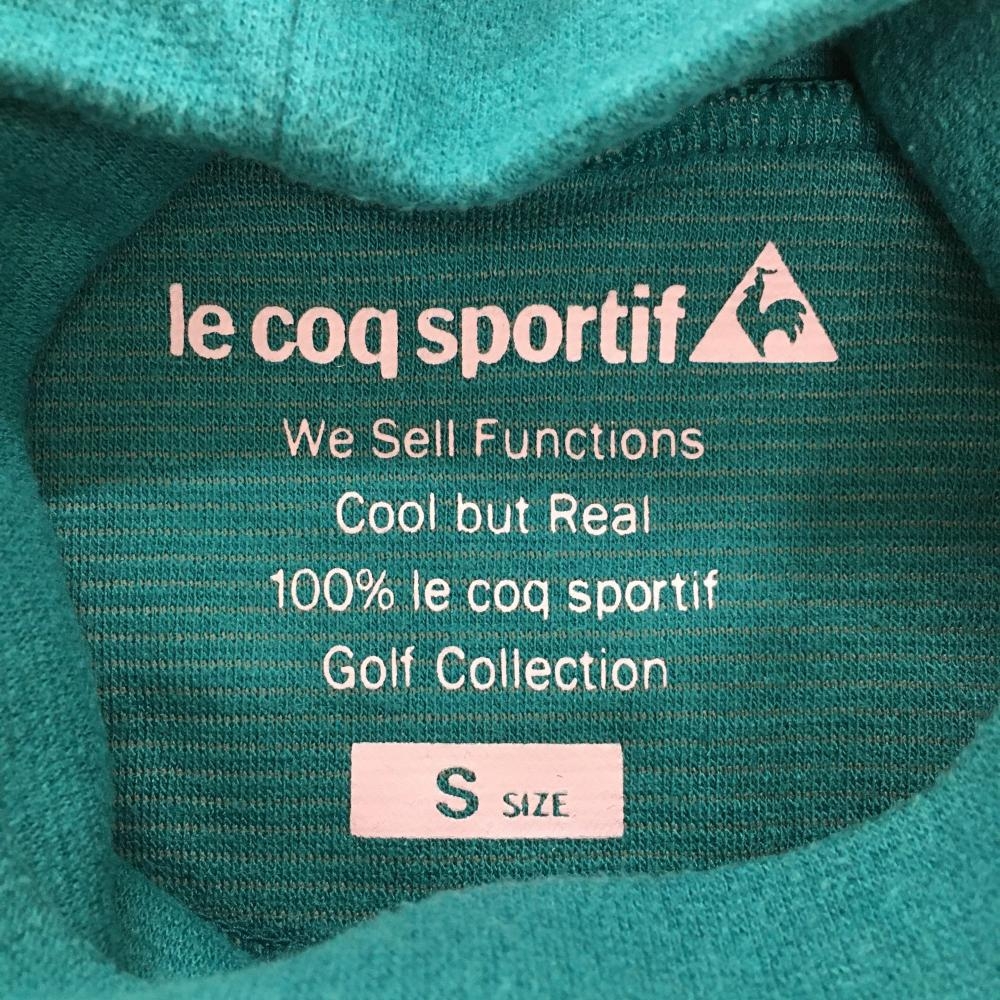 le coq sportif
We Sell Functions
Cool but Real
100% le coq sportif
Golf Collection
S SIZE